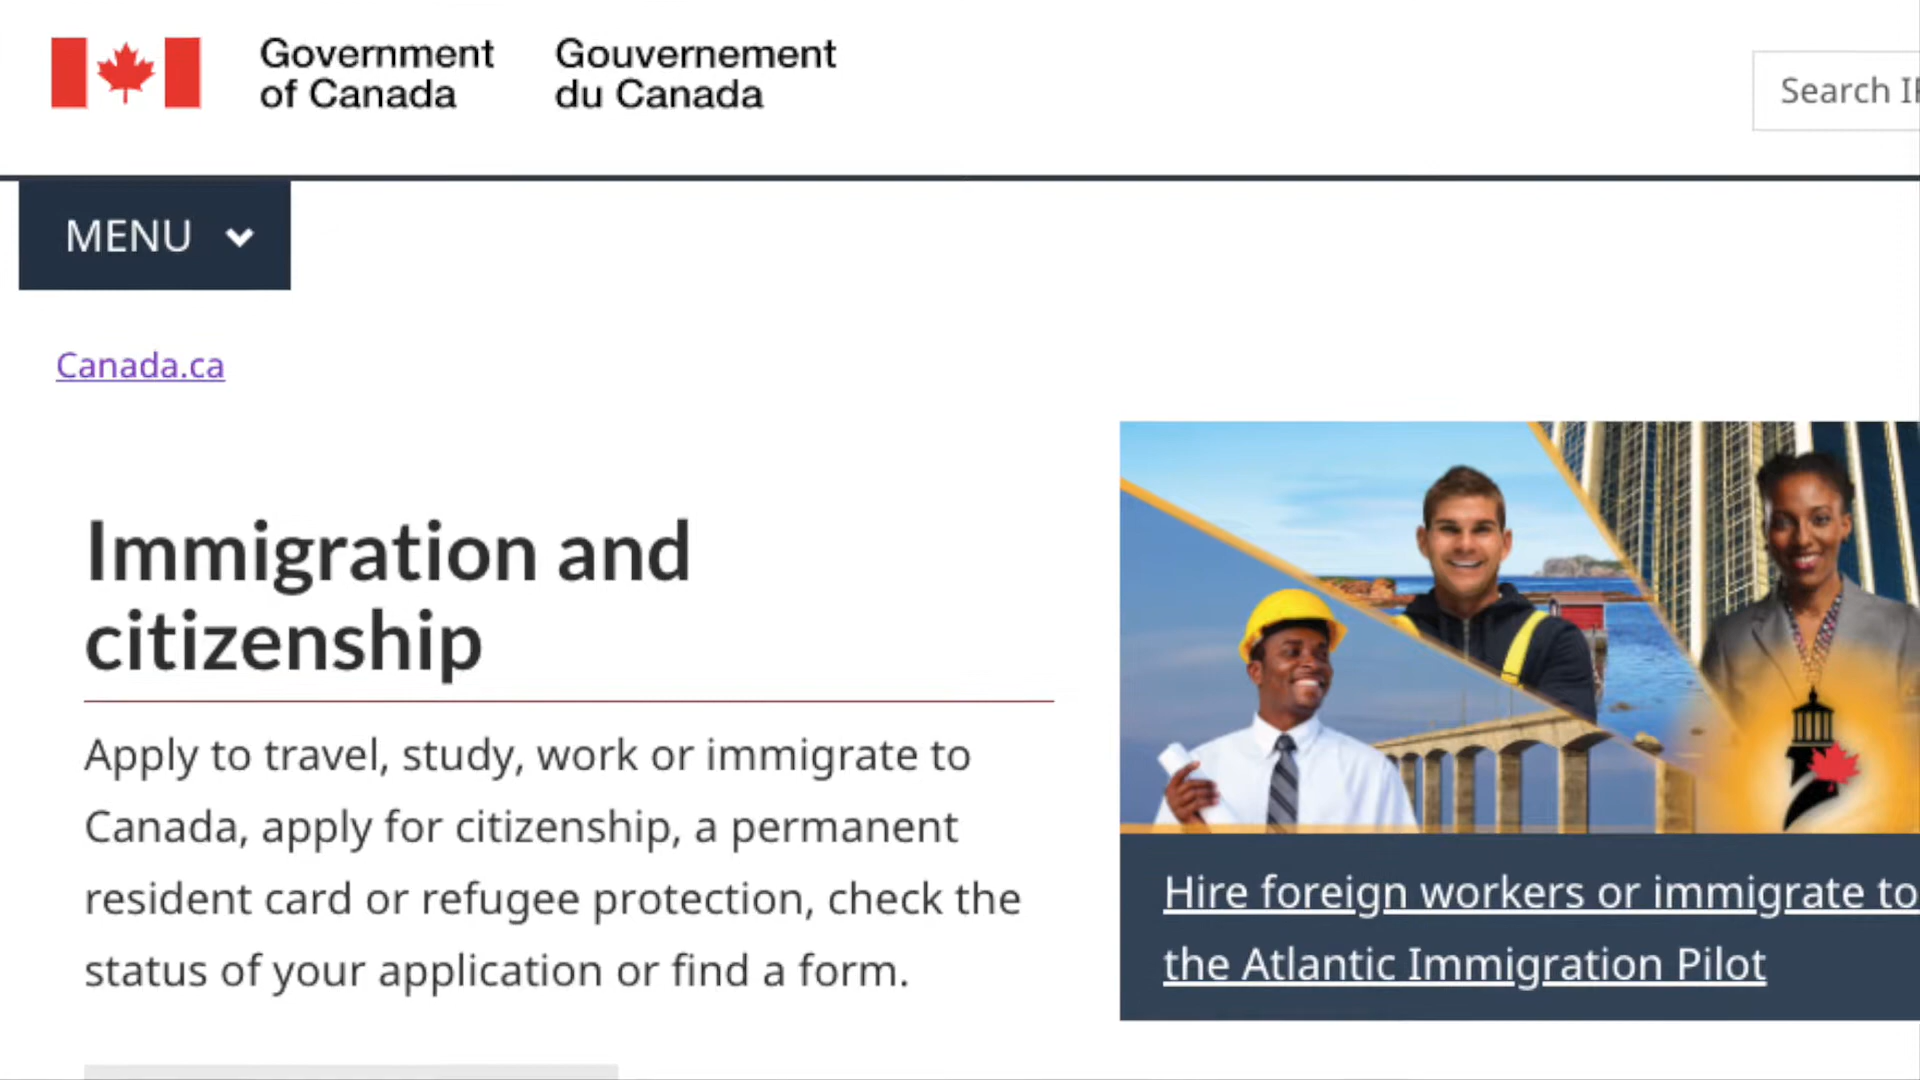 Government
of Canada
Gouvernement
du Canada
Search
MENU
Canada.ca
Immigration and
citizenship
Apply to travel, study, work or immigrate to
Canada, apply for citizenship, a permanent
resident card or refugee protection, check the
status of your application or find a form.
Hire foreign workers or immigrate to
the Atlantic Immigration Pilot